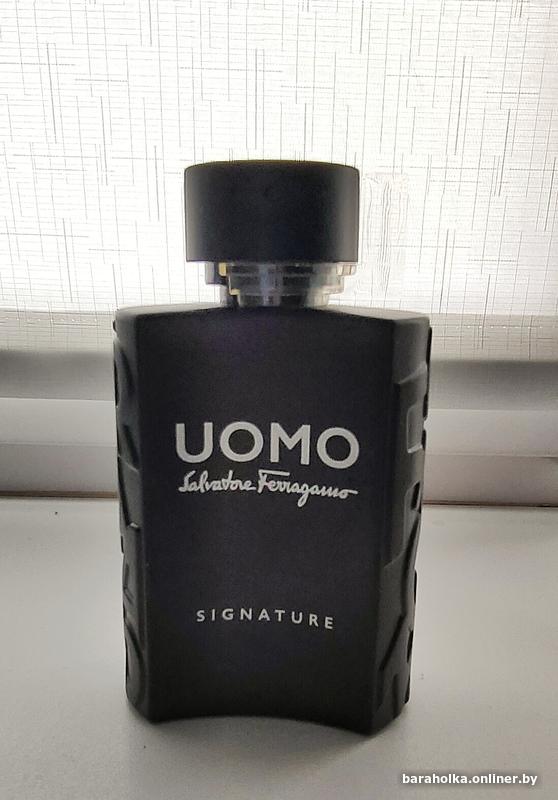 UOMO
Salvatore Ferragamo
SIGNATURE
baraholka.onliner.by